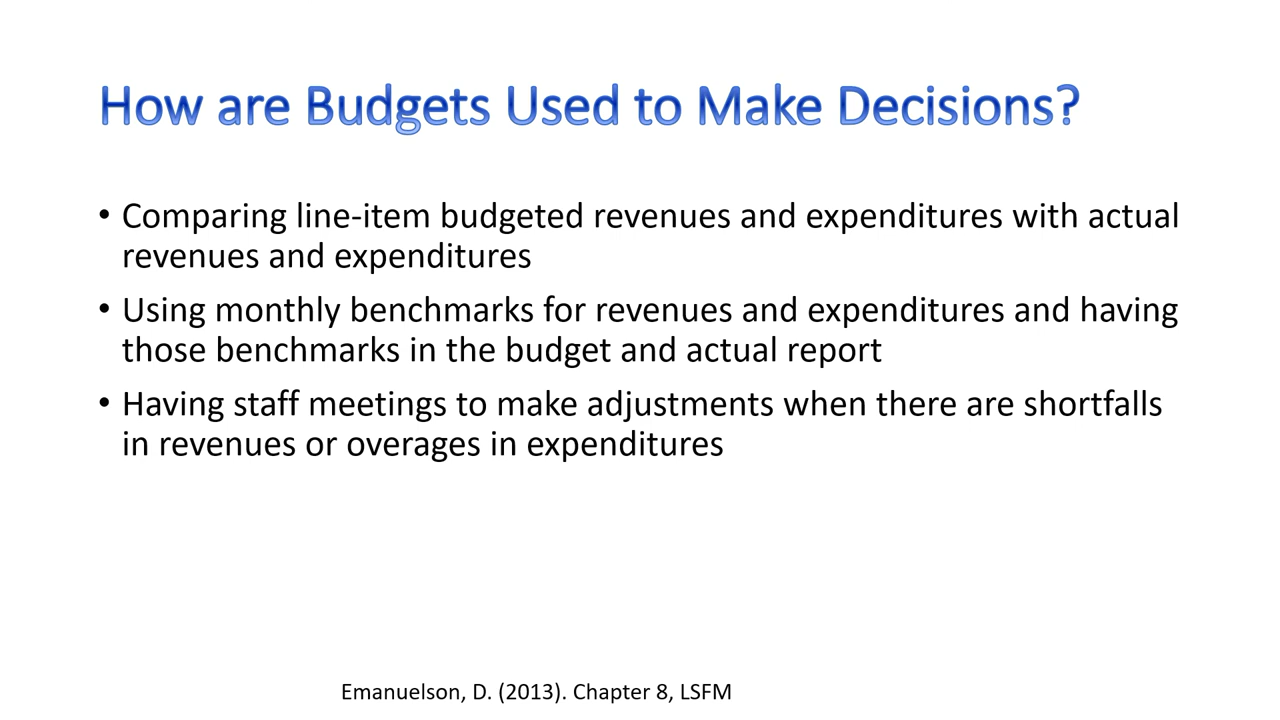 How are Budgets Used to Make Decisions?
• Comparing line-item budgeted revenues and expenditures with actual
revenues and expenditures
• Using monthly benchmarks for revenues and expenditures and having
those benchmarks in the budget and actual report
• Having staff meetings to make adjustments when there are shortfalls
in revenues or overages in expenditures
Emanuelson, D. (2013). Chapter 8, LSFM